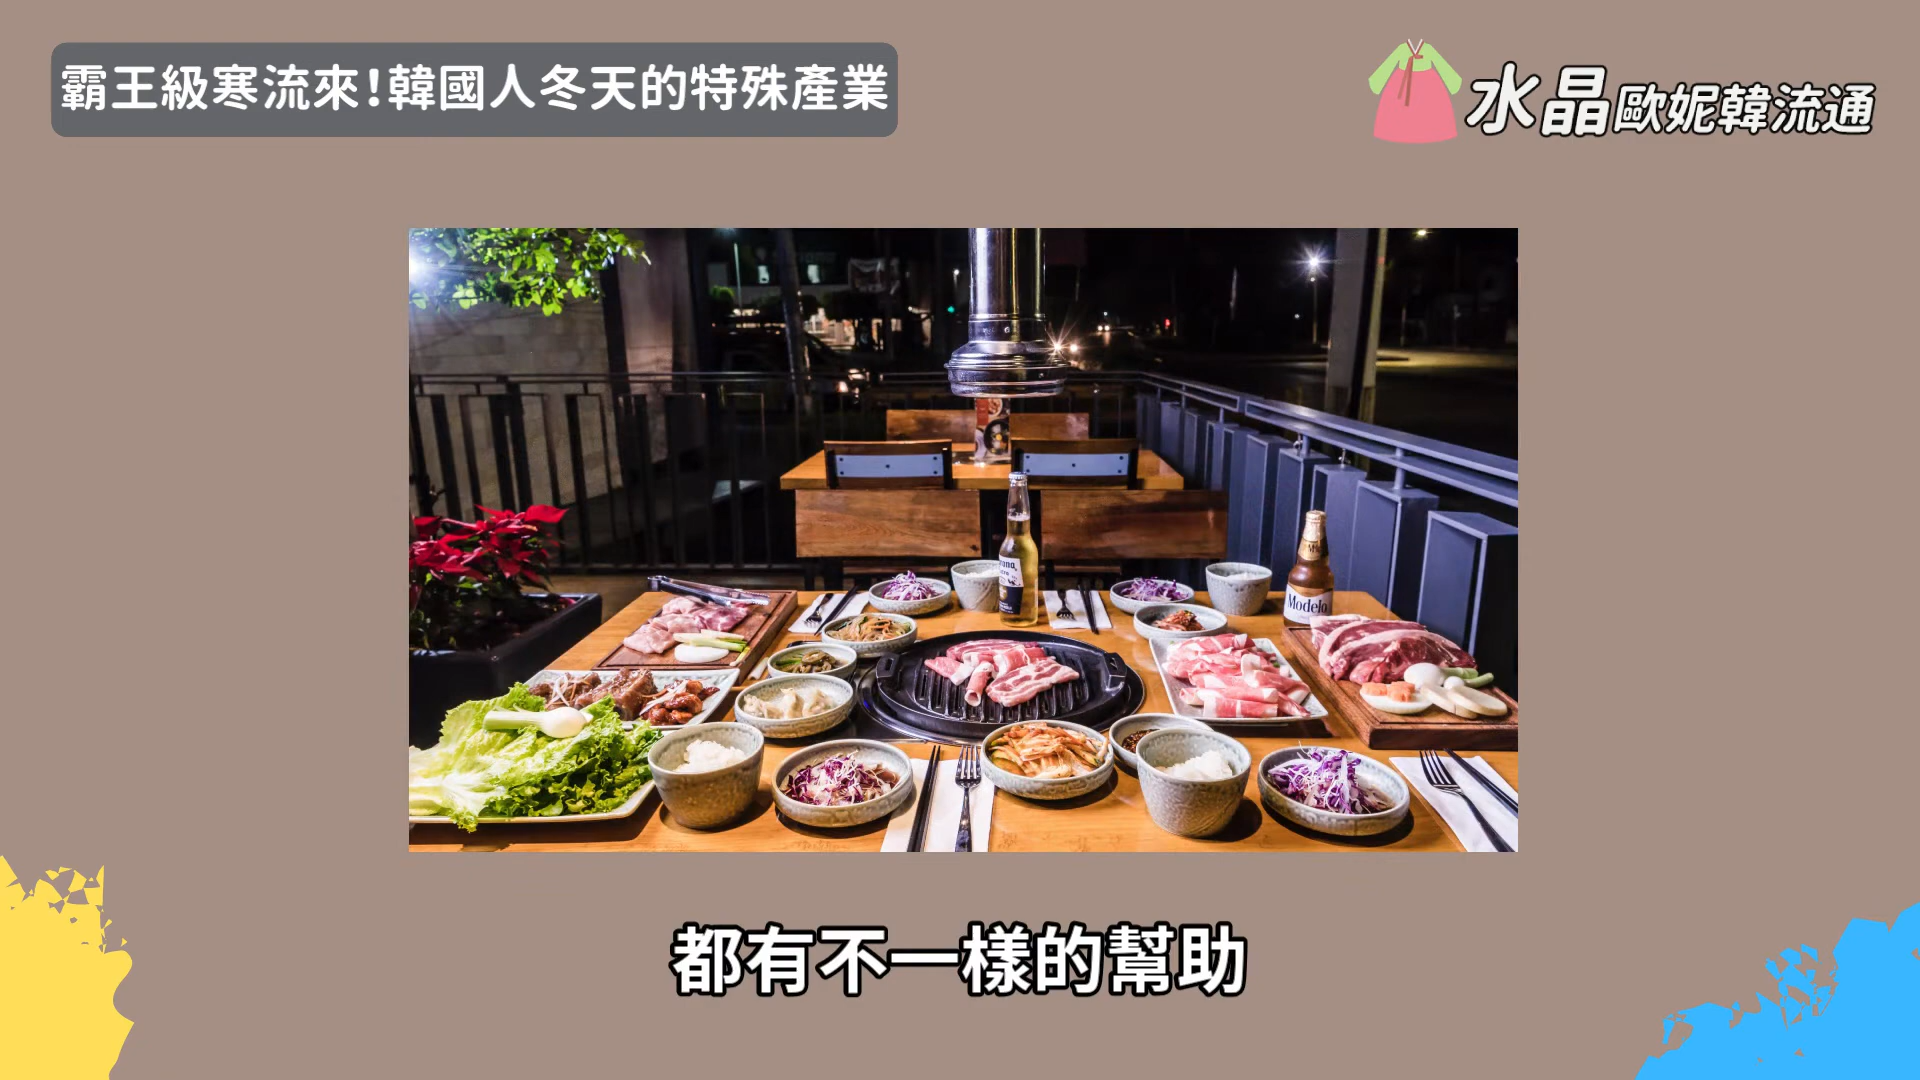 霸王級寒流來!韓國人冬天的特殊產業
水晶歐妮韓流通
Corona
Modelo
都有不一樣的幫助